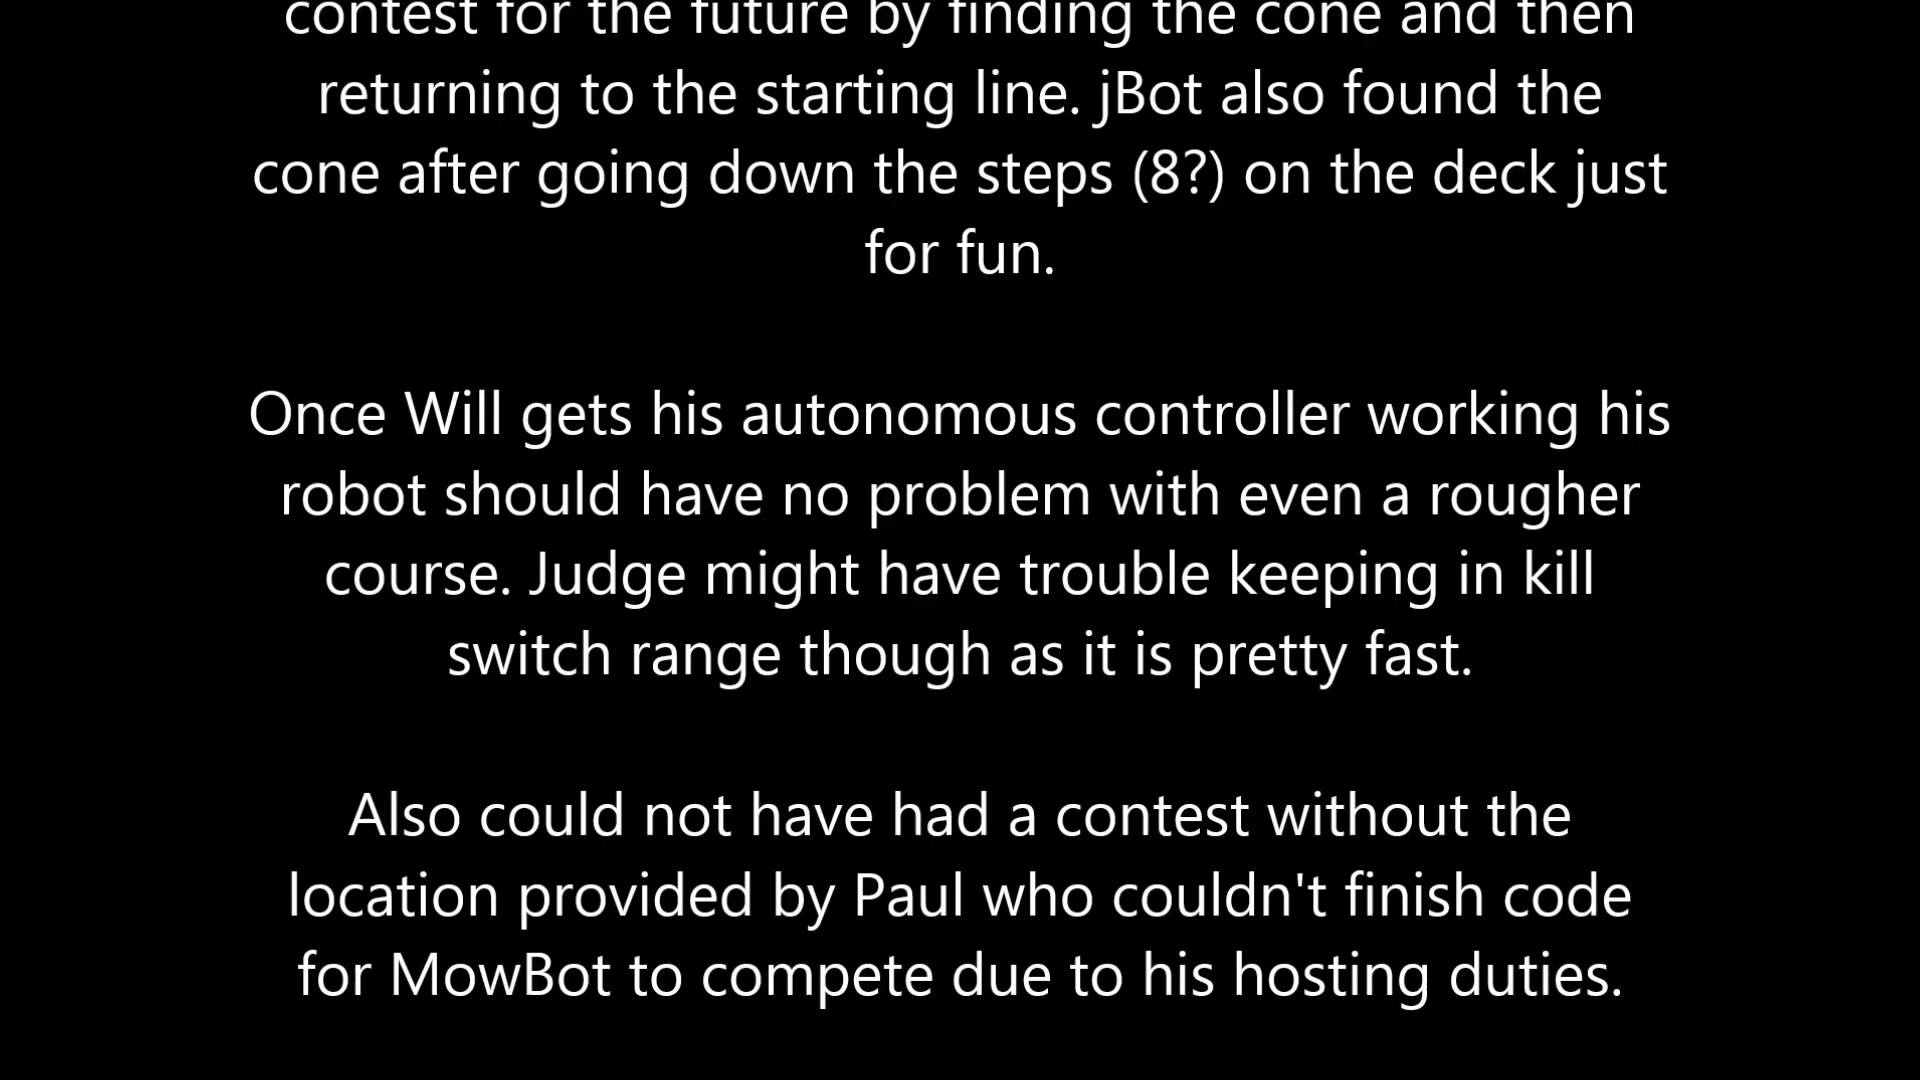 contest for the future by finding the cone and then
returning to the starting line. jBot also found the
cone after going down the steps (8?) on the deck just
for fun.
Once Will gets his autonomous controller working his
robot should have no problem with even a rougher
course. Judge might have trouble keeping in kill
switch range though as it is pretty fast.
Also could not have had a contest without the
location provided by Paul who couldn't finish code
for MowBot to compete due to his hosting duties.